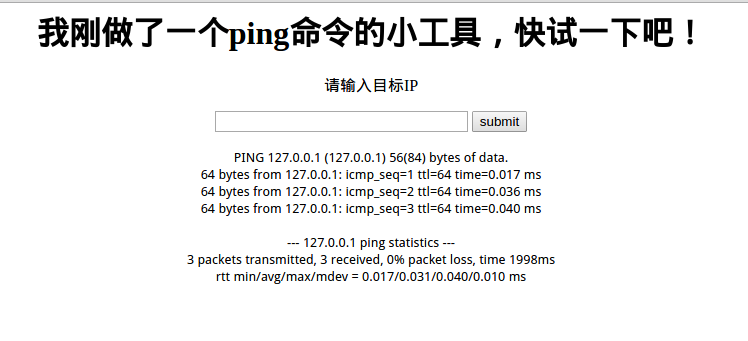 我刚做了一个ping命令的小工具，快试一下吧！
请输入目标IP
submit
PING 127.0.0.1 (127.0.0.1) 56(84) bytes of data.
64 bytes from 127.0.0.1: icmp_seq=1 ttl=64 time=0.017 ms
64 bytes from 127.0.0.1: icmp_seq=2 ttl=64 time=0.036 ms
64 bytes from 127.0.0.1: icmp_seq=3 ttl=64 time=0.040 ms
--- 127.0.0.1 ping statistics ---
3 packets transmitted, 3 received, 0% packet loss, time 1998ms
rtt min/avg/max/mdev = 0.017/0.031/0.040/0.010 ms